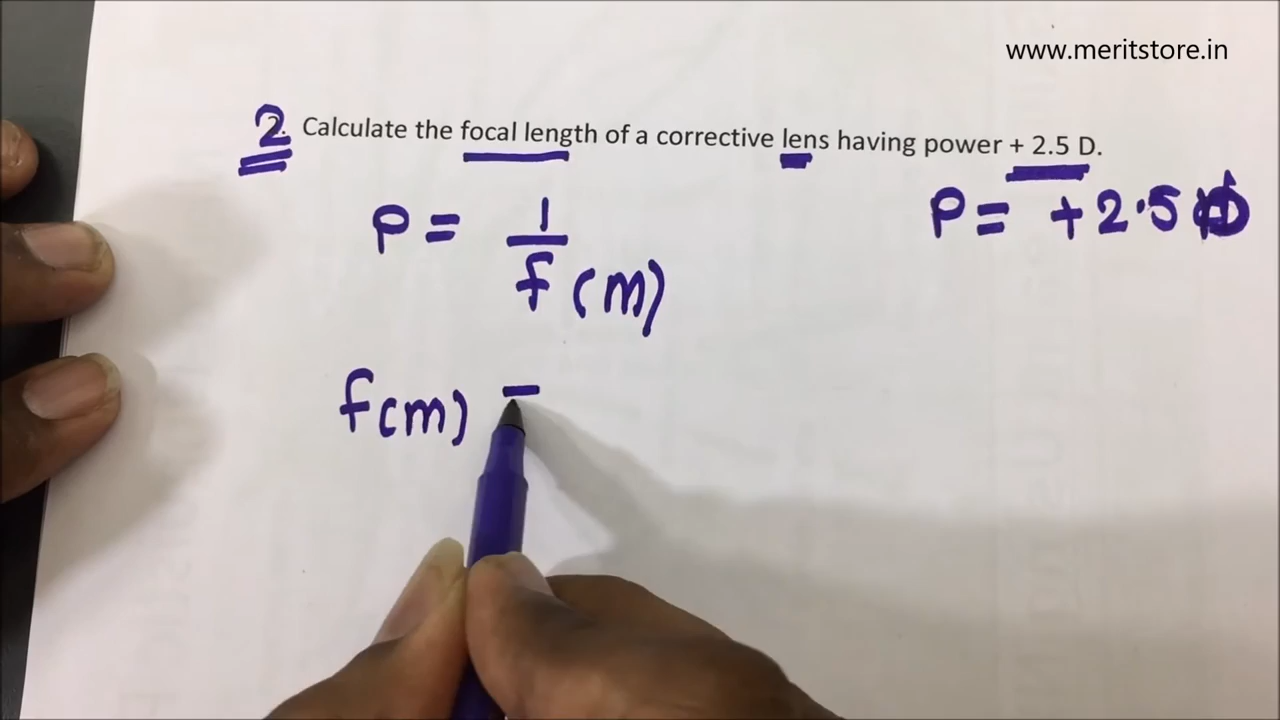 www.meritstore.in
2. Calculate the focal length of a corrective lens having power + 2.5 D.
P = 1/f (m)
P = + 2.5 D
f(m) =